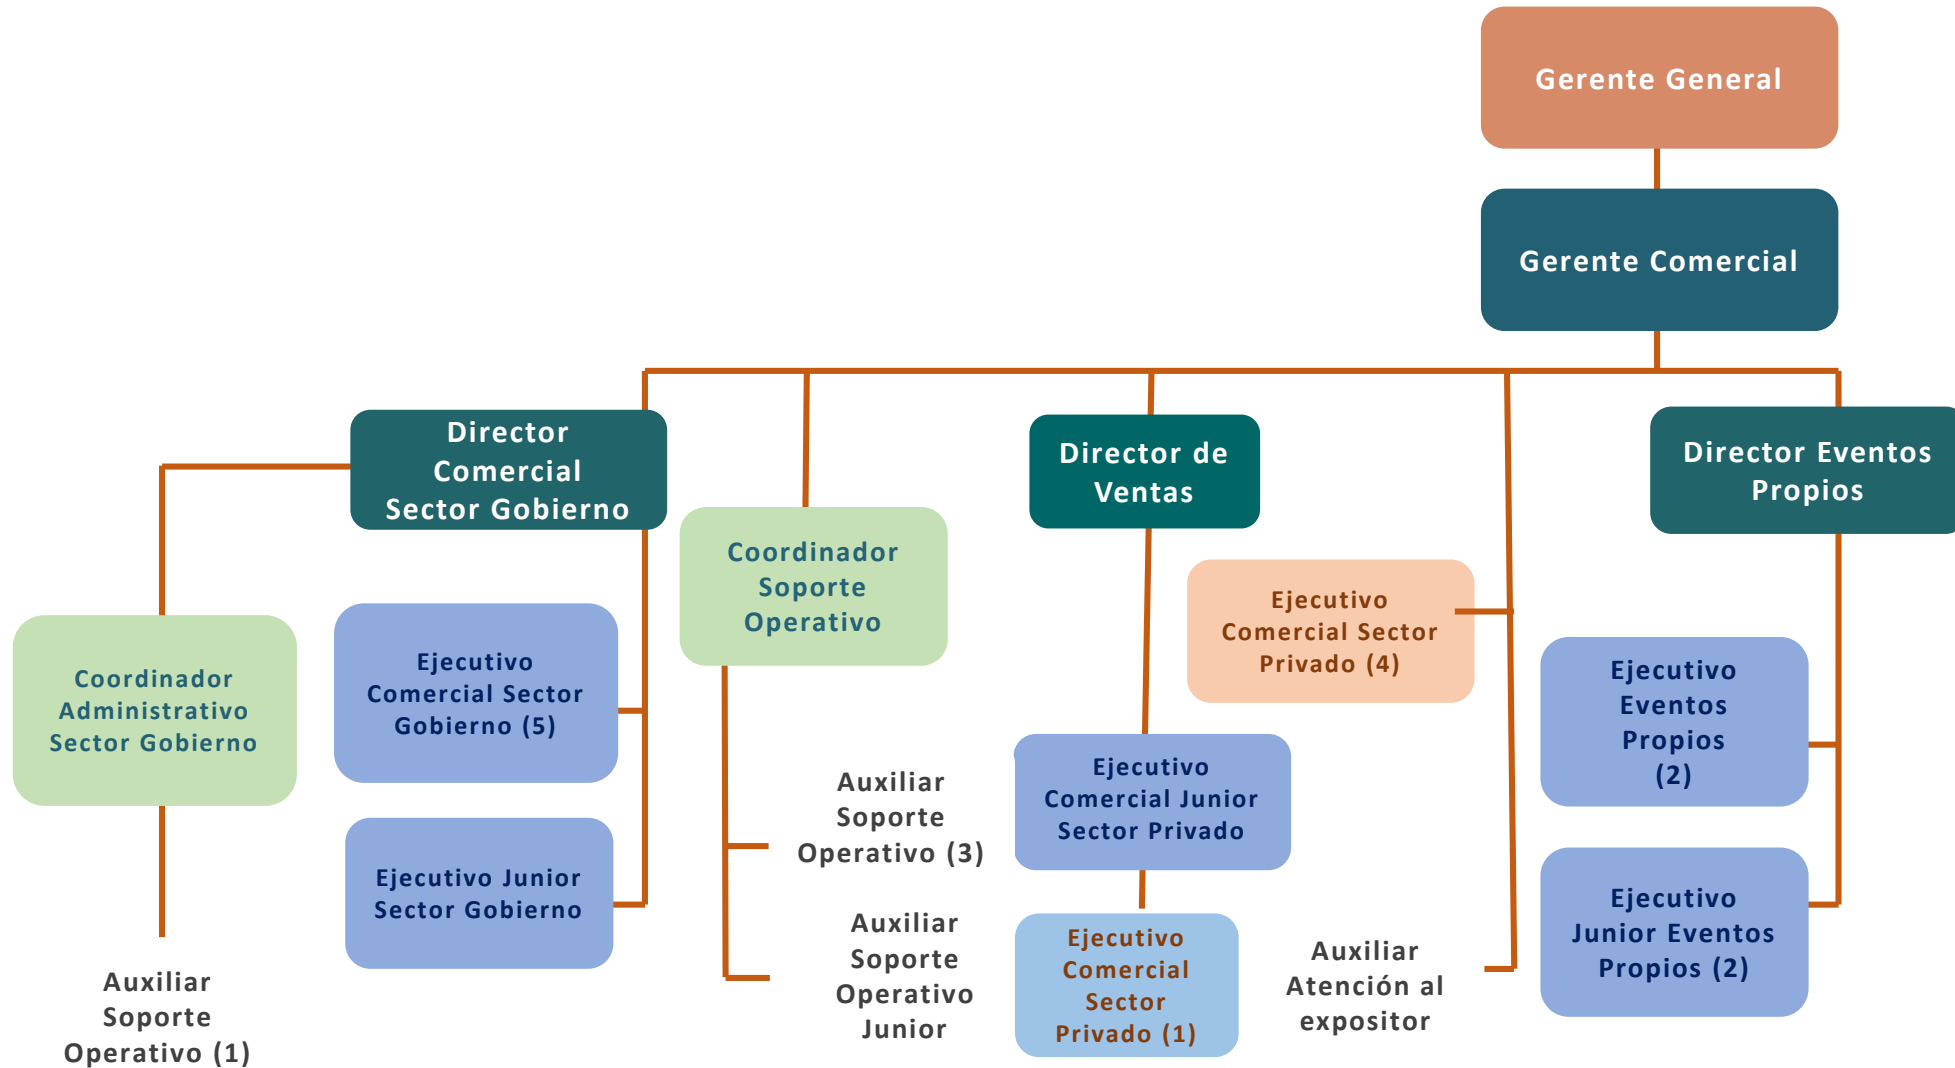 Gerente General
Gerente Comercial
Director
Comercial
Sector Gobierno
Director de
Ventas
Director Eventos
Propios
Coordinador
Soporte
Operativo
Ejecutivo
Comercial Sector
Privado (4)
Coordinador
Administrativo
Sector Gobierno
Ejecutivo
Comercial Sector
Gobierno (5)
Ejecutivo
Eventos
Propios
(2)
Auxiliar
Soporte
Operativo (3)
Ejecutivo
Comercial Junior
Sector Privado
Ejecutivo Junior
Sector Gobierno
Auxiliar
Soporte
Operativo
Junior
Ejecutivo
Comercial
Sector
Privado (1)
Auxiliar
Atención al
expositor
Ejecutivo
Junior Eventos
Propios (2)
Auxiliar
Soporte
Operativo (1)